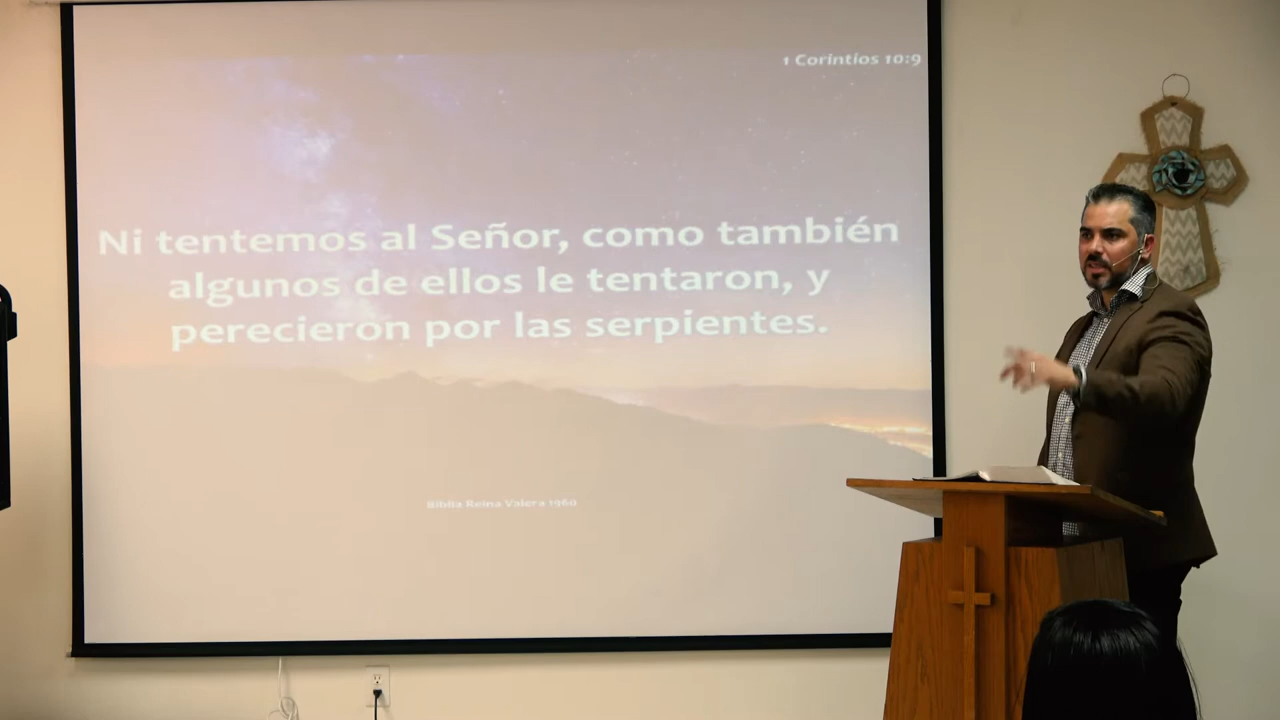 1 Corintios 10:9
Ni tentemos al Señor, como también
algunos de ellos le tentaron, y
perecieron por las serpientes.
Biblia Reina Valera 1960